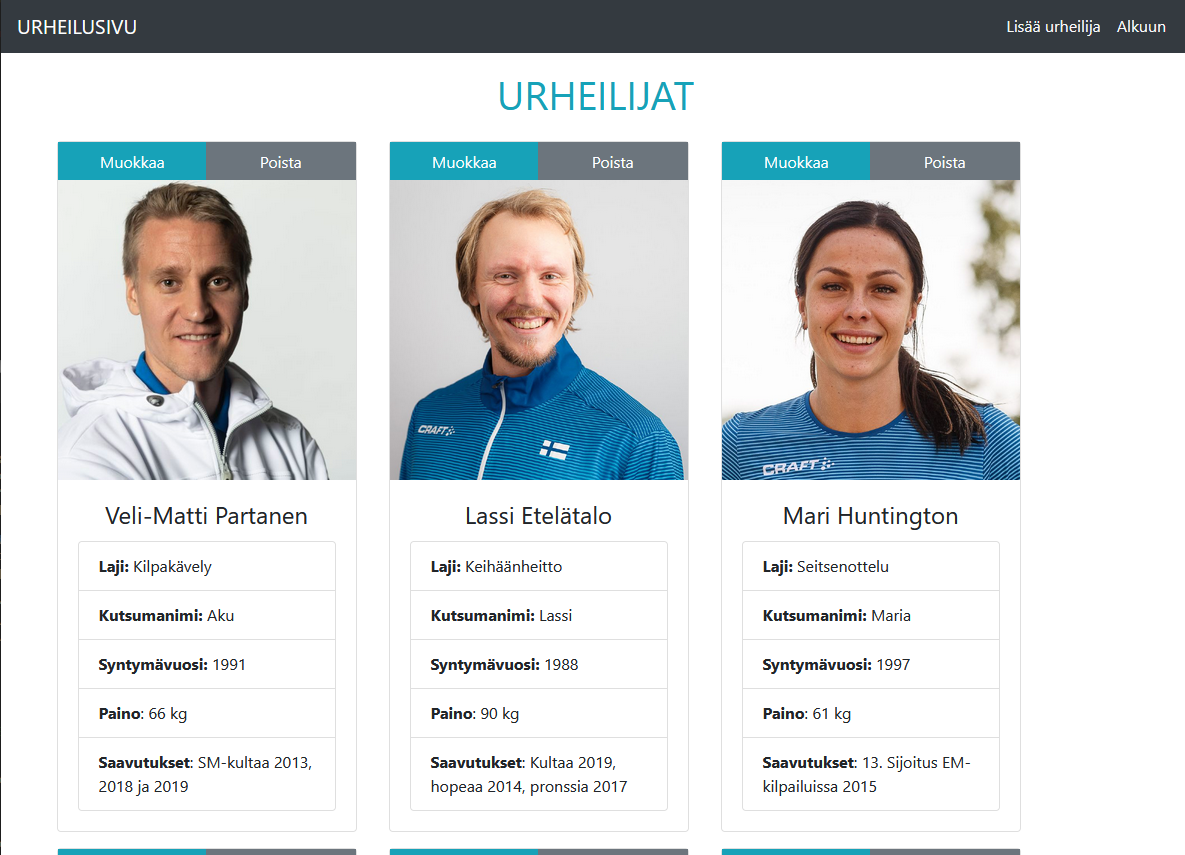 URHEILUSIVU
Lisää urheilija Alkuun
URHEILIJAT
Muokkaa Poista
CRAFT
Veli-Matti Partanen
Laji: Kilpakävely
Kutsumanimi: Aku
Syntymävuosi: 1991
Paino: 66 kg
Saavutukset: SM-kultaa 2013,
2018 ja 2019
Muokkaa Poista
Lassi Etelätalo
Laji: Keihäänheitto
Kutsumanimi: Lassi
Syntymävuosi: 1988
Paino: 90 kg
Saavutukset: Kultaa 2019,
hopeaa 2014, pronssia 2017
Muokkaa Poista
CRAFT
Mari Huntington
Laji: Seitsenottelu
Kutsumanimi: Maria
Syntymävuosi: 1997
Paino: 61 kg
Saavutukset: 13. Sijoitus EM-
kilpailuissa 2015